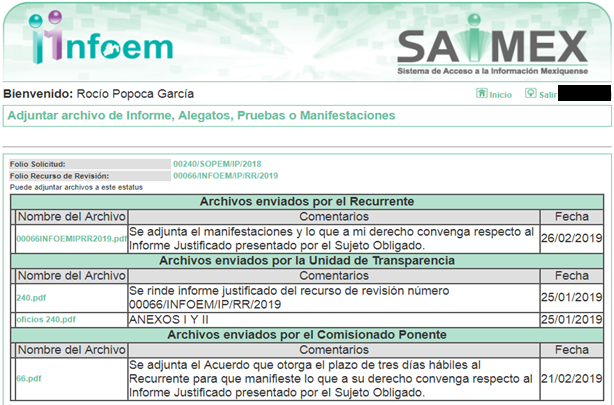 infoem
SAIMEX
Sistema de Acceso a la Información Mexiquense
Bienvenido: Rocío Popoca García
Inicio Salir
Adjuntar archivo de Informe, Alegatos, Pruebas o Manifestaciones
Folio Solicitud: 00240/SOPEM/IP/2018
Folio Recurso de Revisión: 00066/INFOEM/IP/RR/2019
Puede adjuntar archivos a este estatus
Archivos enviados por el Recurrente
Nombre del Archivo Comentarios Fecha
00066INFOEMIPRR2019.pdf Se adjunta el manifestaciones y lo que a mi derecho convenga respecto al
Informe Justificado presentado por el Sujeto Obligado. 26/02/2019
Archivos enviados por la Unidad de Transparencia
Nombre del Archivo Comentarios Fecha
240.pdf Se rinde informe justificado del recurso de revisión número
00066/INFOEM/IP/RR/2019 25/01/2019
oficios 240.pdf ANEXOS I Y II 25/01/2019
Archivos enviados por el Comisionado Ponente
Nombre del Archivo Comentarios Fecha
66.pdf Se adjunta el Acuerdo que otorga el plazo de tres días hábiles al
Recurrente para que manifieste lo que a su derecho convenga respecto al
Informe Justificado presentado por el Sujeto Obligado. 21/02/2019